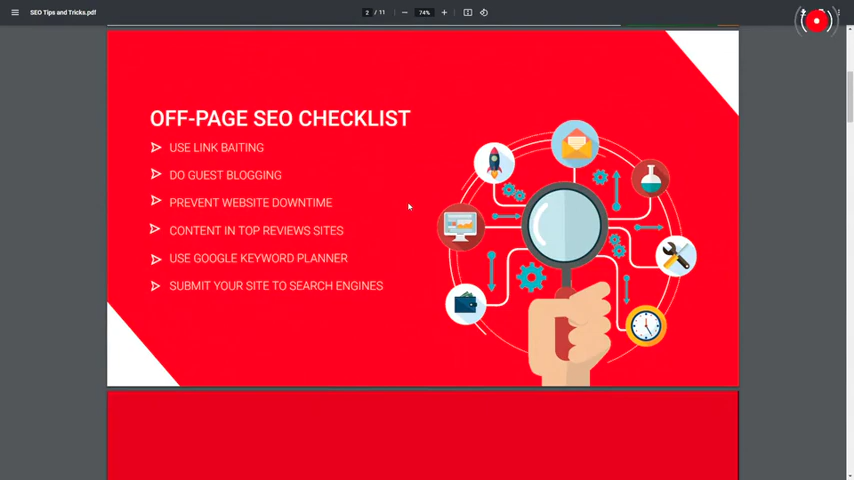 SEO Tips and Tricks.pdf
2 / 11
74%
OFF-PAGE SEO CHECKLIST
USE LINK BAITING
DO GUEST BLOGGING
PREVENT WEBSITE DOWNTIME
CONTENT IN TOP REVIEWS SITES
USE GOOGLE KEYWORD PLANNER
SUBMIT YOUR SITE TO SEARCH ENGINES